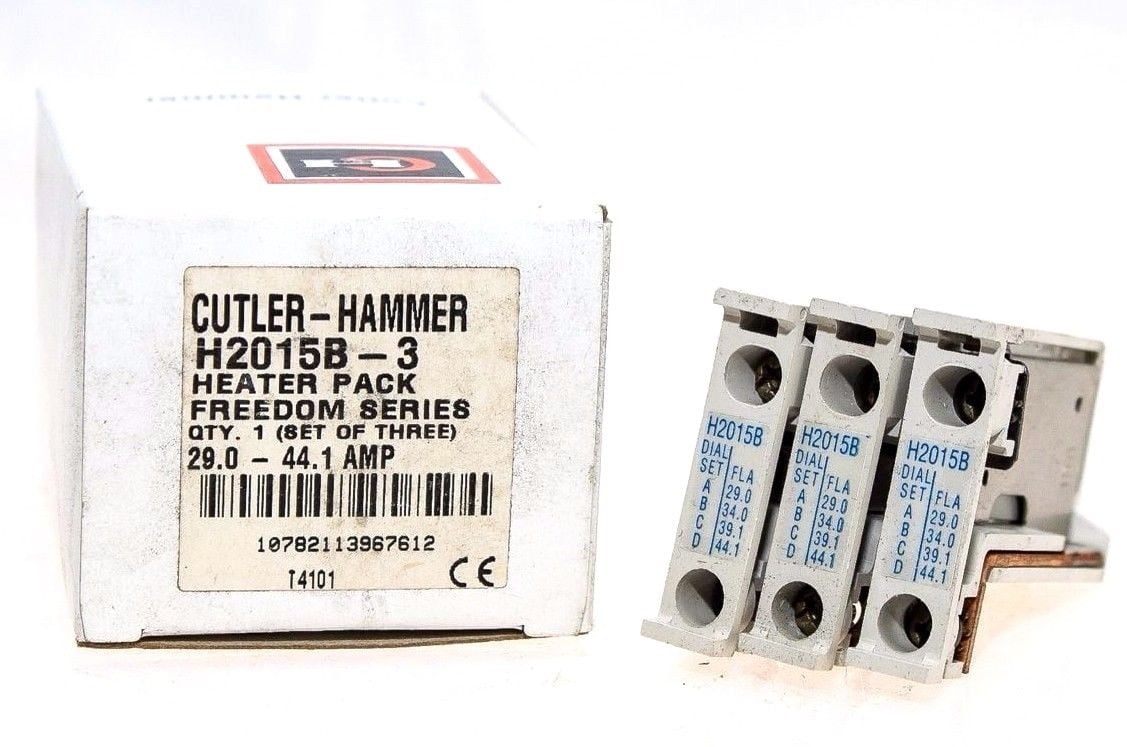 CUTLER-HAMMER
H2015B-3
HEATER PACK
FREEDOM SERIES
QTY. 1 (SET OF THREE)
29.0 - 44.1 AMP
10782113967612
T4101
CE
H2015B
DIAL
SET FLA
A 29.0
B 34.0
C 39.1
D 44.1
H2015B
DIAL
SET FLA
A 29.0
B 34.0
C 39.1
D 44.1
H2015B
DIAL
SET FLA
A 29.0
B 34.0
C 39.1
D 44.1